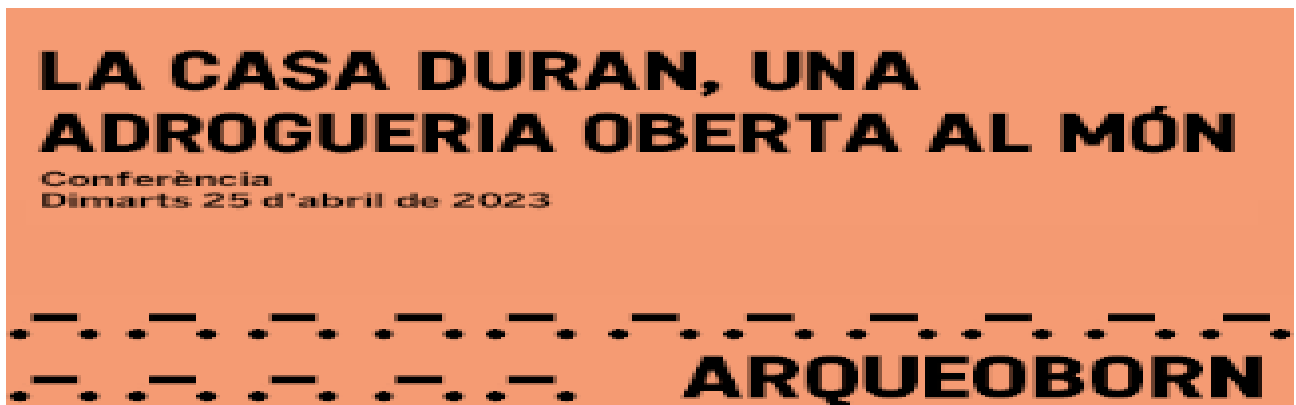 LA CASA DURAN, UNA
ADROGUERIA OBERTA AL MÓN
Conferència
Dimarts 25 d'abril de 2023
ARQUEOBORN